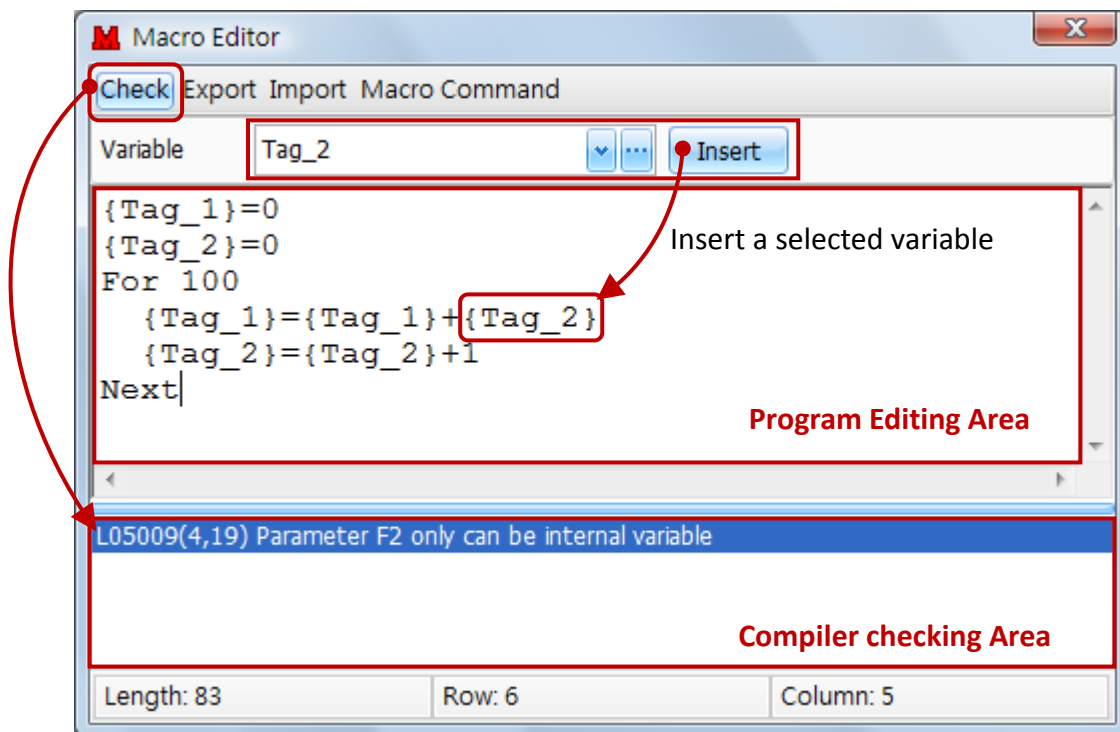 Macro Editor
Check Export Import Macro Command
Variable Tag_2 Insert
{Tag_1}=0
{Tag_2}=0
Insert a selected variable
For 100
{Tag_1}={Tag_1}+{Tag_2}
{Tag_2}={Tag_2}+1
Next
Program Editing Area
L05009(4,19) Parameter F2 only can be internal variable
Compiler checking Area
Length: 83 Row: 6 Column: 5